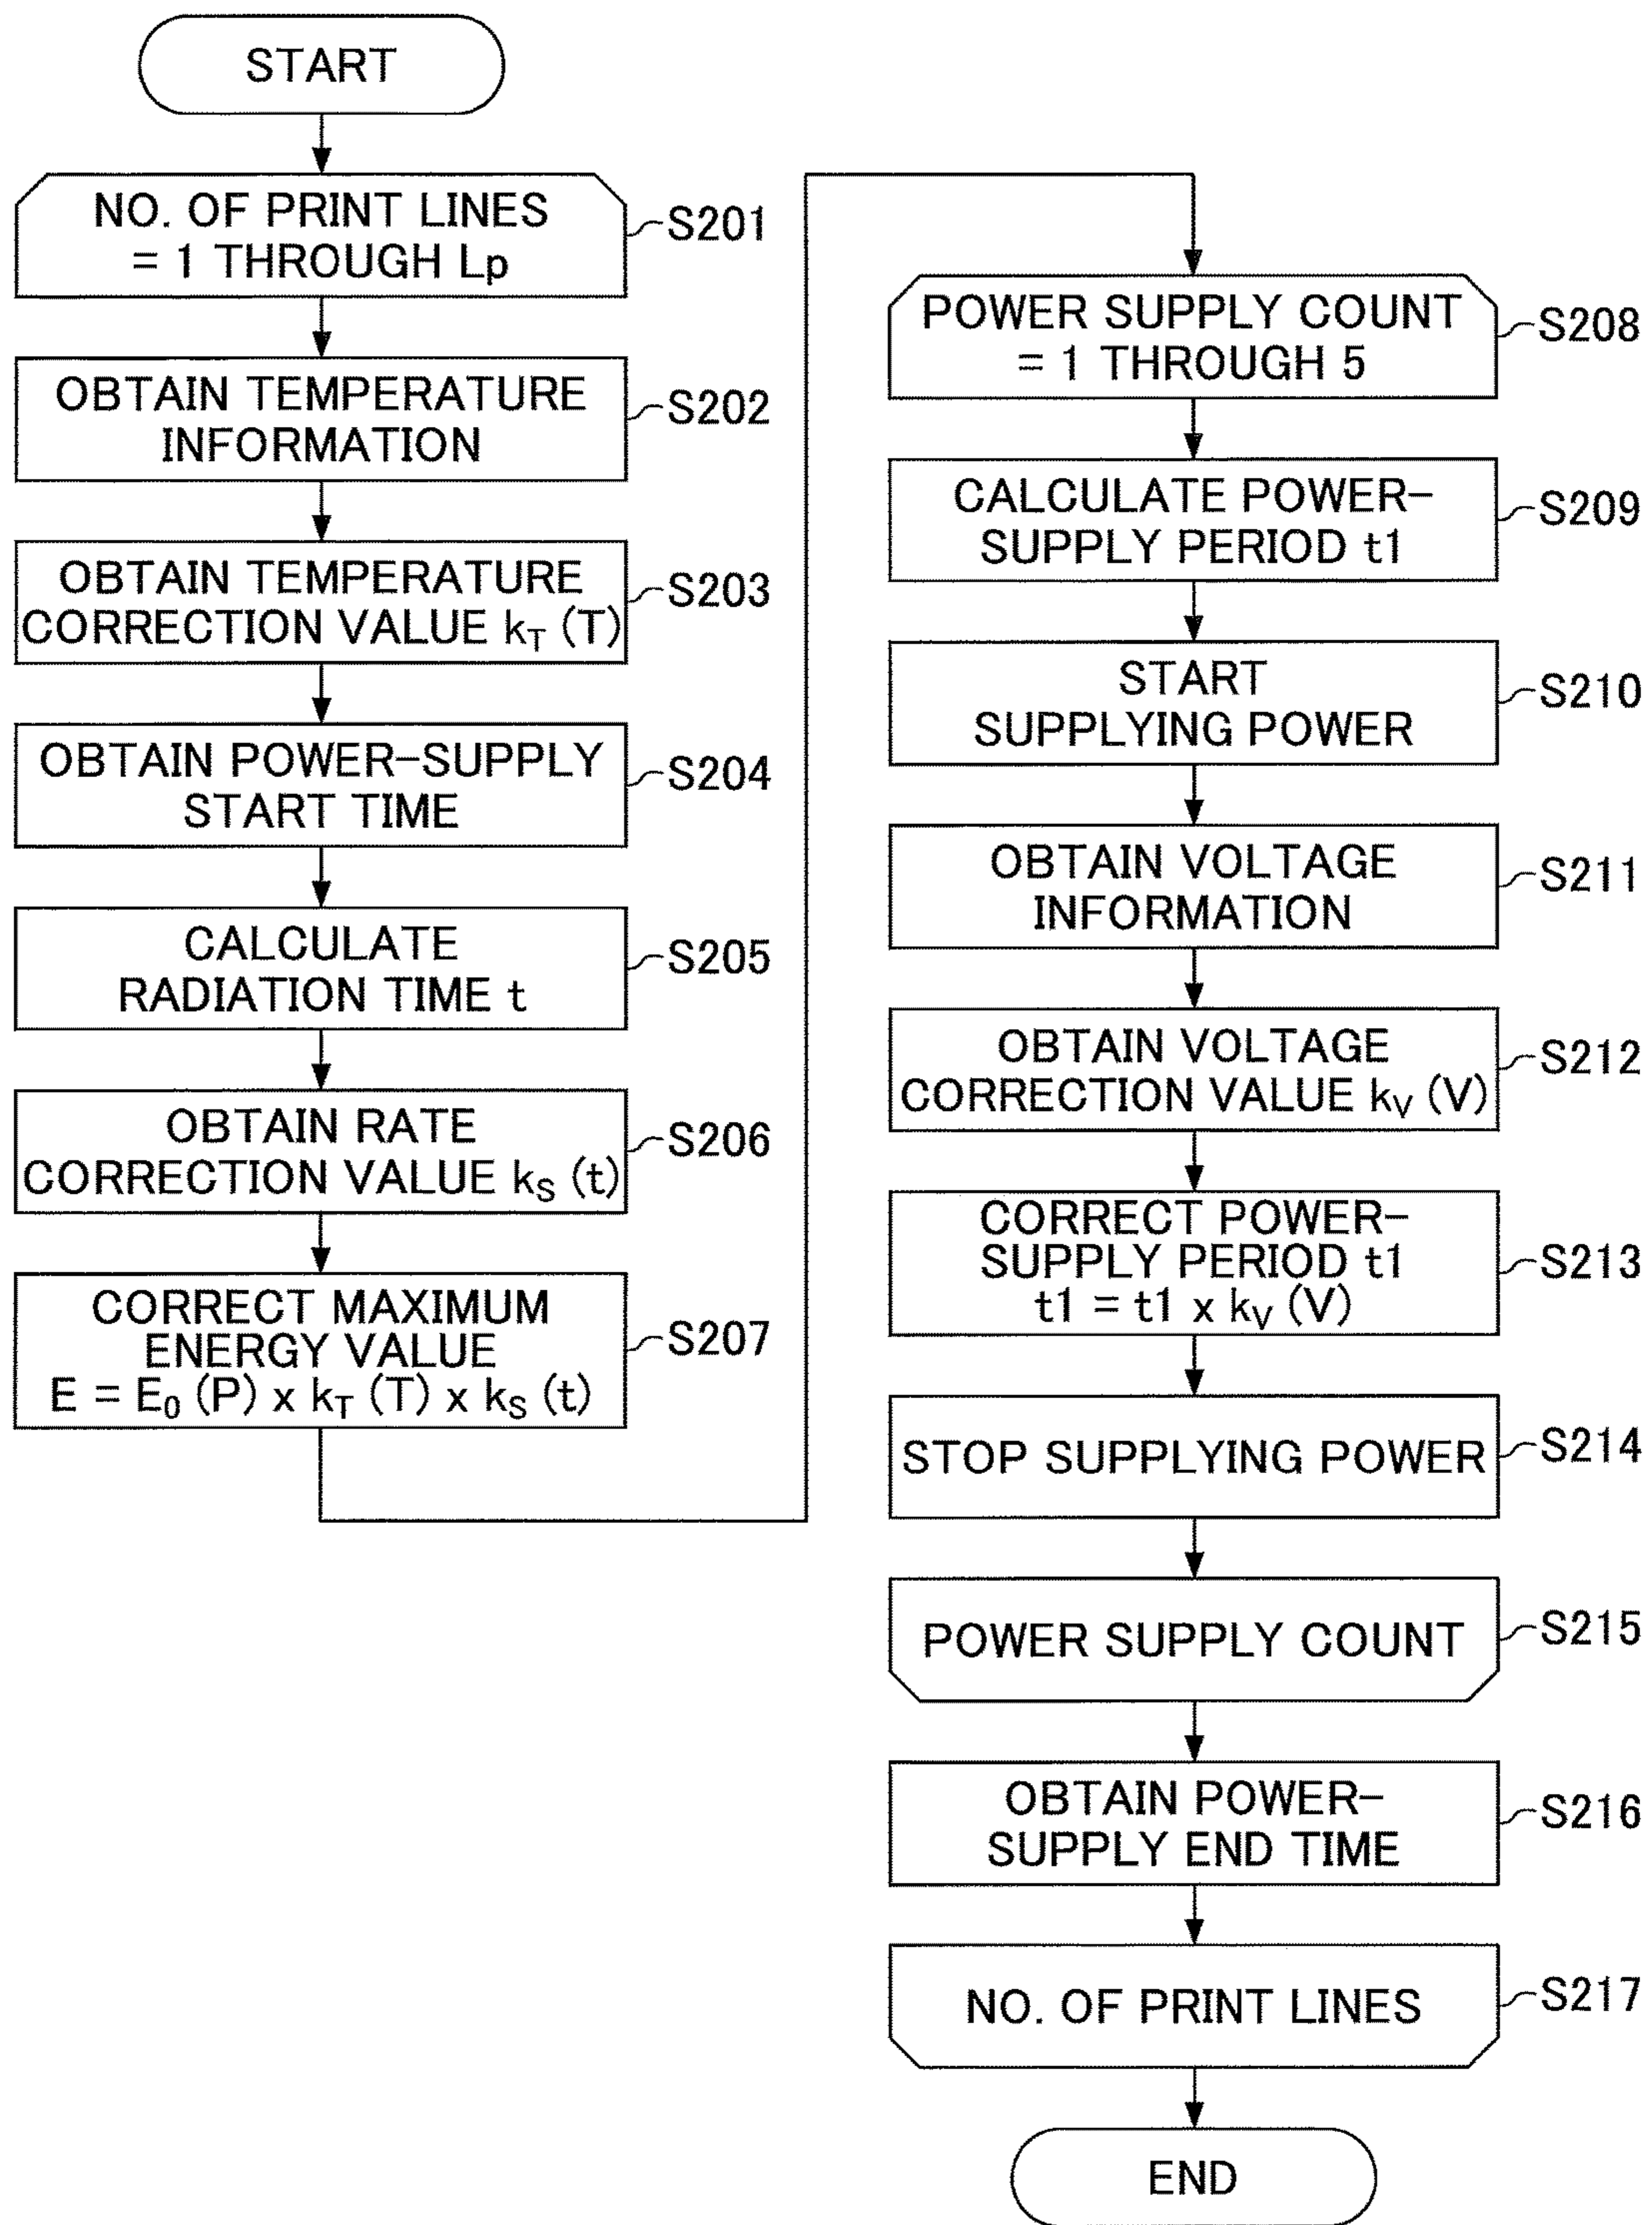 START
NO. OF PRINT LINES
= 1 THROUGH Lp
S201
OBTAIN TEMPERATURE
INFORMATION
S202
OBTAIN TEMPERATURE
CORRECTION VALUE kT (T)
S203
OBTAIN POWER-SUPPLY
START TIME
S204
CALCULATE
RADIATION TIME t
S205
OBTAIN RATE
CORRECTION VALUE kS (t)
S206
CORRECT MAXIMUM
ENERGY VALUE
E = E0 (P) x kT (T) x kS (t)
S207
POWER SUPPLY COUNT
= 1 THROUGH 5
S208
CALCULATE POWER-
SUPPLY PERIOD t1
S209
START
SUPPLYING POWER
S210
OBTAIN VOLTAGE
INFORMATION
S211
OBTAIN VOLTAGE
CORRECTION VALUE kV (V)
S212
CORRECT POWER-
SUPPLY PERIOD t1
t1 = t1 x kV (V)
S213
STOP SUPPLYING POWER
S214
POWER SUPPLY COUNT
S215
OBTAIN POWER-
SUPPLY END TIME
S216
NO. OF PRINT LINES
S217
END